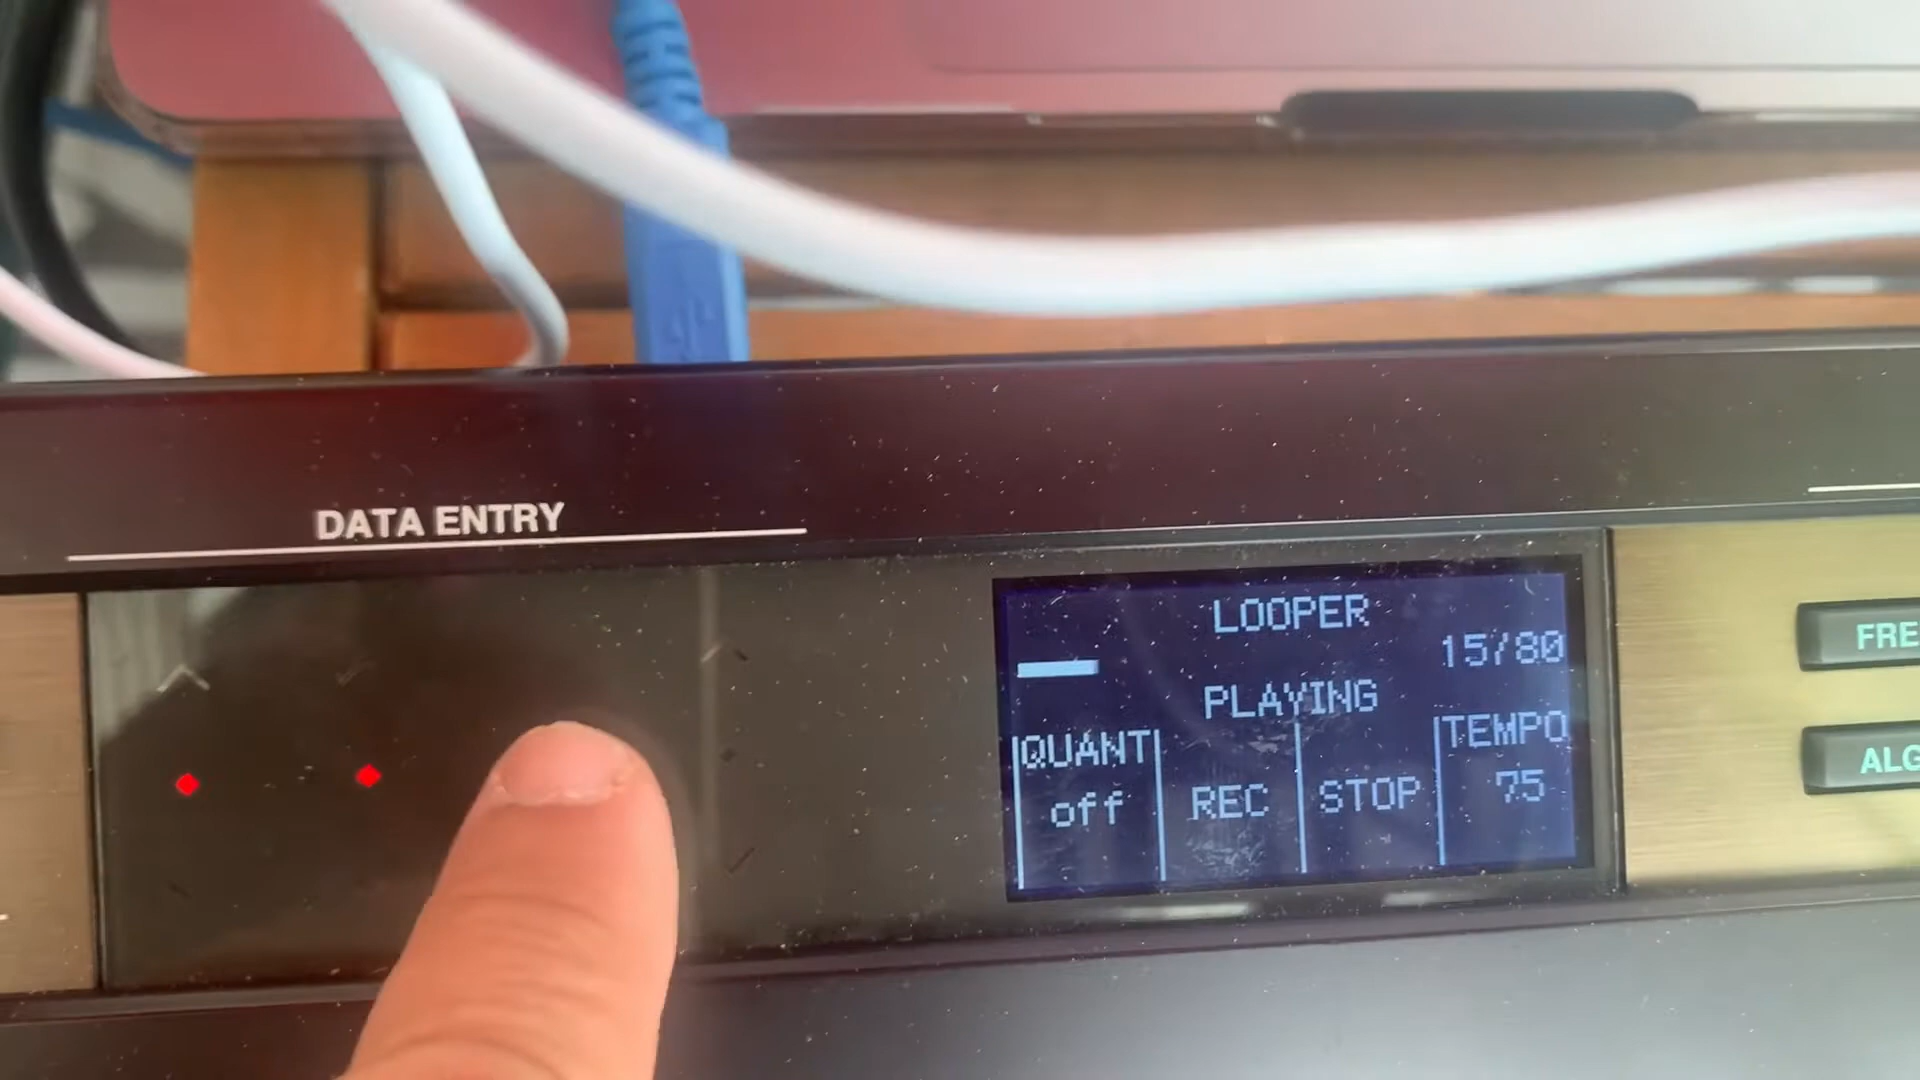 DATA ENTRY
LOOPER
15/80
PLAYING
QUANT
off
REC
STOP
TEMPO
75
FRE
ALG